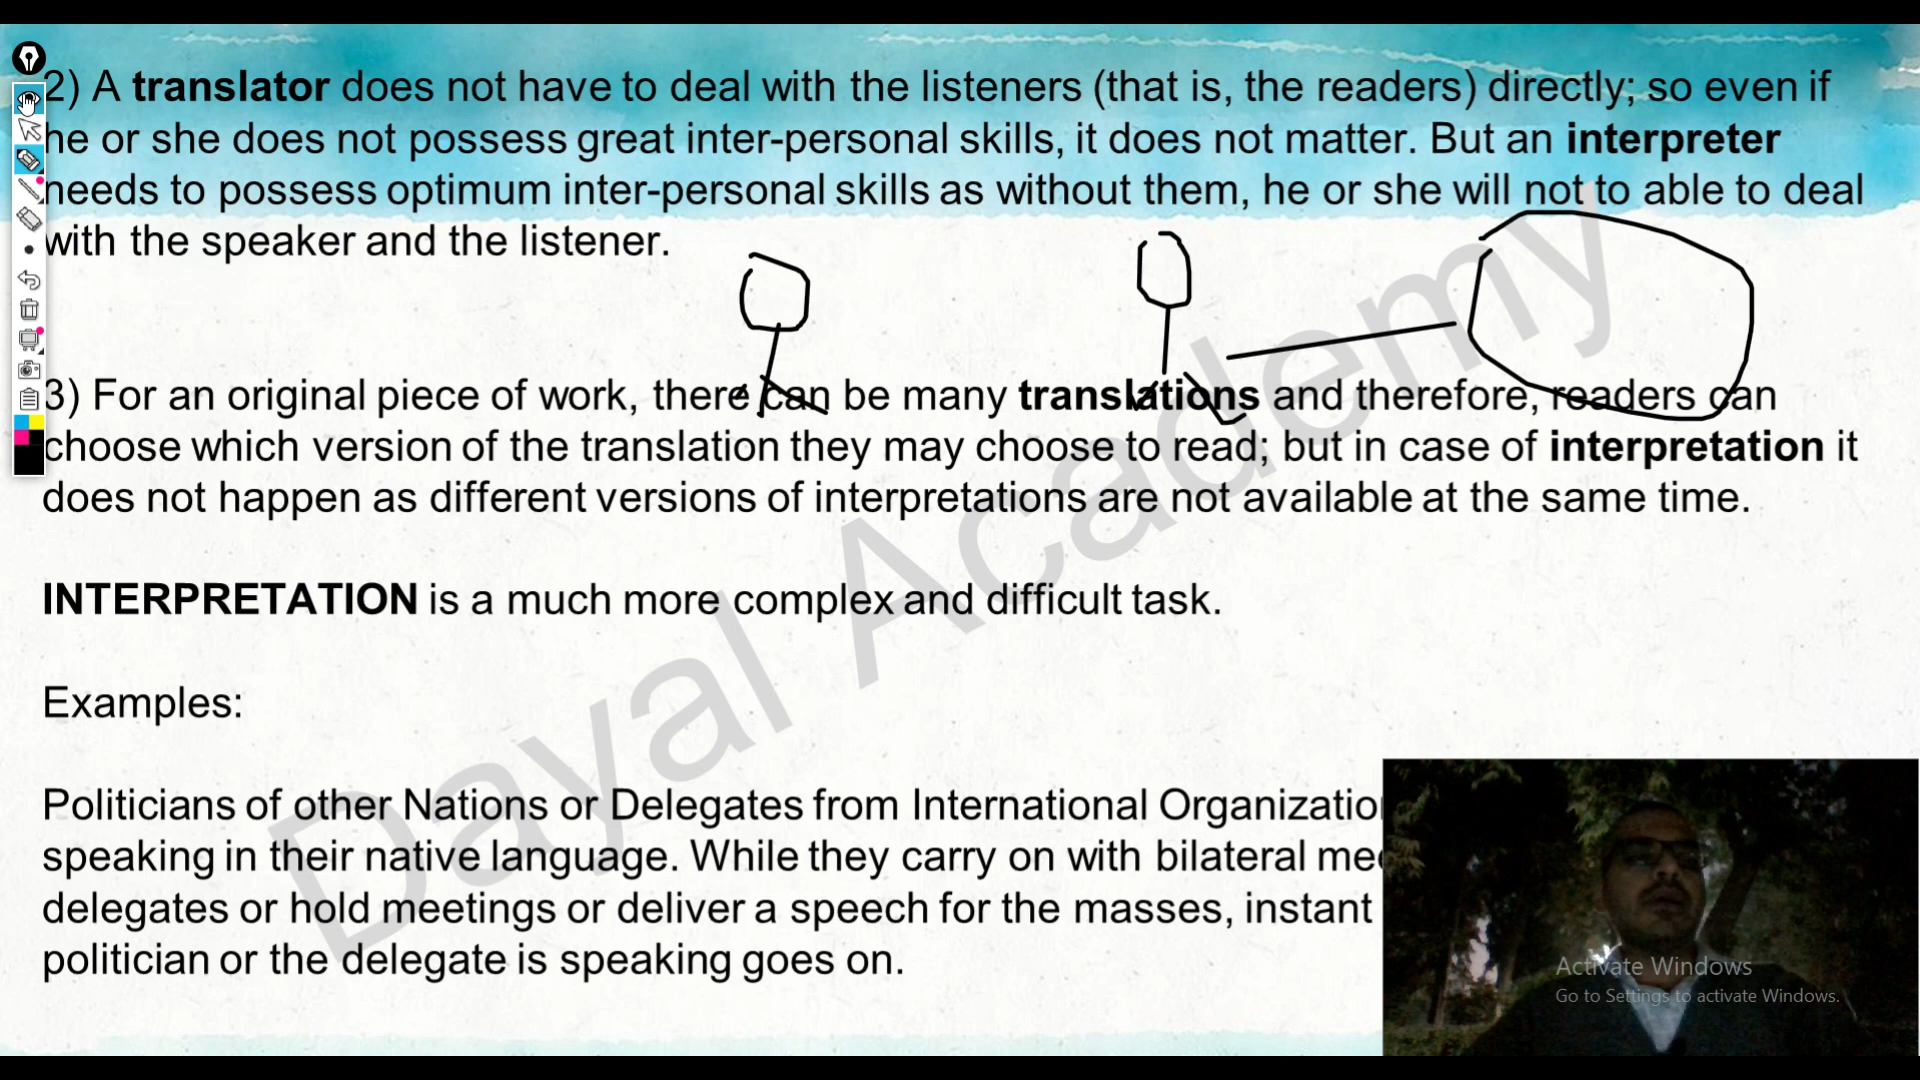 2) A translator does not have to deal with the listeners (that is, the readers) directly; so even if
he or she does not possess great inter-personal skills, it does not matter. But an interpreter
needs to possess optimum inter-personal skills as without them, he or she will not to able to deal
with the speaker and the listener.
3) For an original piece of work, there can be many translations and therefore, readers can
choose which version of the translation they may choose to read; but in case of interpretation it
does not happen as different versions of interpretations are not available at the same time.
INTERPRETATION is a much more complex and difficult task.
Examples:
Politicians of other Nations or Delegates from International
speaking in their native language. While they carry on with bilateral
delegates or hold meetings or deliver a speech for the masses, instant
politician or the delegate is speaking goes on.
Dayal Academy
Activate Windows
Go to Settings to activate Windows.